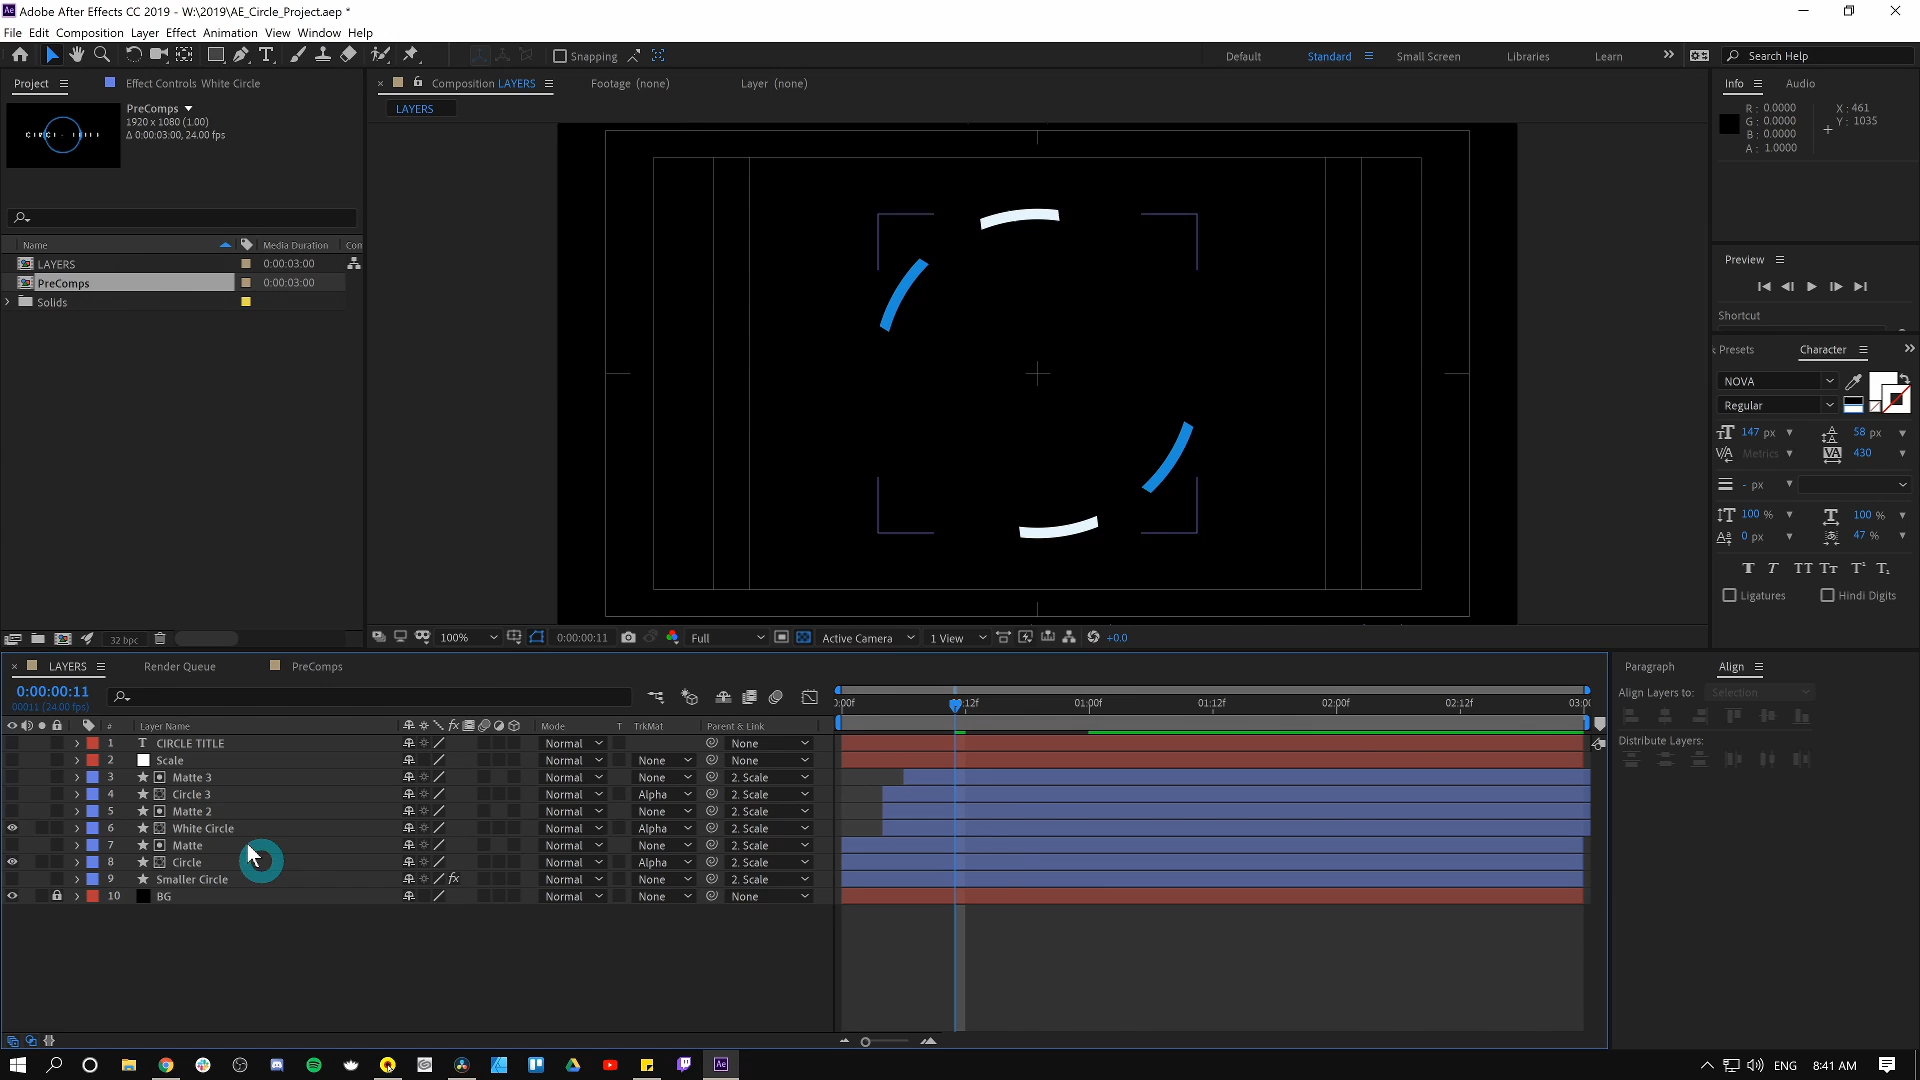 Adobe After Effects CC 2019 - W:\2019\AE_Circle_Project.aep *
File Edit Composition Layer Effect Animation View Window Help
Snapping
Default Standard Small Screen Libraries Learn
Search Help
Project Effect Controls White Circle
PreComps
1920 x 1080 (1.00)
Δ 0:00:03:00, 24.00 fps
Name Media Duration Com
LAYERS 0:00:03:00
PreComps 0:00:03:00
Solids
32 bpc
Composition LAYERS Footage (none) Layer (none)
LAYERS
100% 0:00:00:11 Full Active Camera 1 View +0.0
Info Audio
R: 0.0000 X: 461
G: 0.0000 Y: 1035
B: 0.0000
A: 1.0000
Preview
Shortcut
Presets Character
NOVA
Regular
147 px 58 px
Metrics 430
- px
100 % 100 %
0 px 47 %
Ligatures Hindi Digits
LAYERS Render Queue PreComps
0:00:00:11
00011 (24.00 fps)
# Layer Name Mode T TrkMat Parent & Link
:00f 12f 01:00f 01:12f 02:00f 02:12f 03:00
1 CIRCLE TITLE Normal None
2 Scale Normal None None
3 Matte 3 Normal None 2. Scale
4 Circle 3 Normal Alpha 2. Scale
5 Matte 2 Normal None 2. Scale
6 White Circle Normal Alpha 2. Scale
7 Matte Normal None 2. Scale
8 Circle Normal Alpha 2. Scale
9 Smaller Circle Normal None 2. Scale
10 BG Normal None None
Paragraph Align
Align Layers to: Selection
Distribute Layers:
ENG 8:41 AM